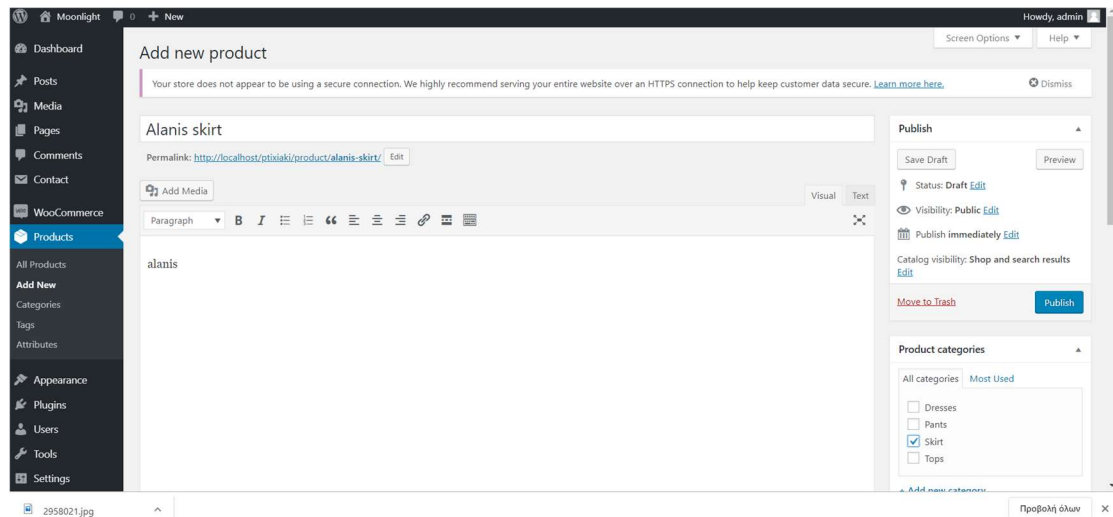 Moonlight 0 + New Howdy, admin
Dashboard
Posts
Media
Pages
Comments
Contact
WooCommerce
Products
All Products
Add New
Categories
Tags
Attributes
Appearance
Plugins
Users
Tools
Settings
Screen Options ▼ Help ▼
Add new product
Your store does not appear to be using a secure connection. We highly recommend serving your entire website over an HTTPS connection to help keep customer data secure. Learn more here. Dismiss
Alanis skirt
Permalink: http://localhost/ptixiaki/product/alanis-skirt/ Edit
Add Media
Visual Text
Paragraph ▼ B I
alanis
Publish
Save Draft Preview
Status: Draft Edit
Visibility: Public Edit
Publish immediately Edit
Catalog visibility: Shop and search results
Edit
Move to Trash Publish
Product categories
All categories Most Used
Dresses
Pants
Skirt
Tops
+ Add new category
2958021.jpg Προβολή όλων